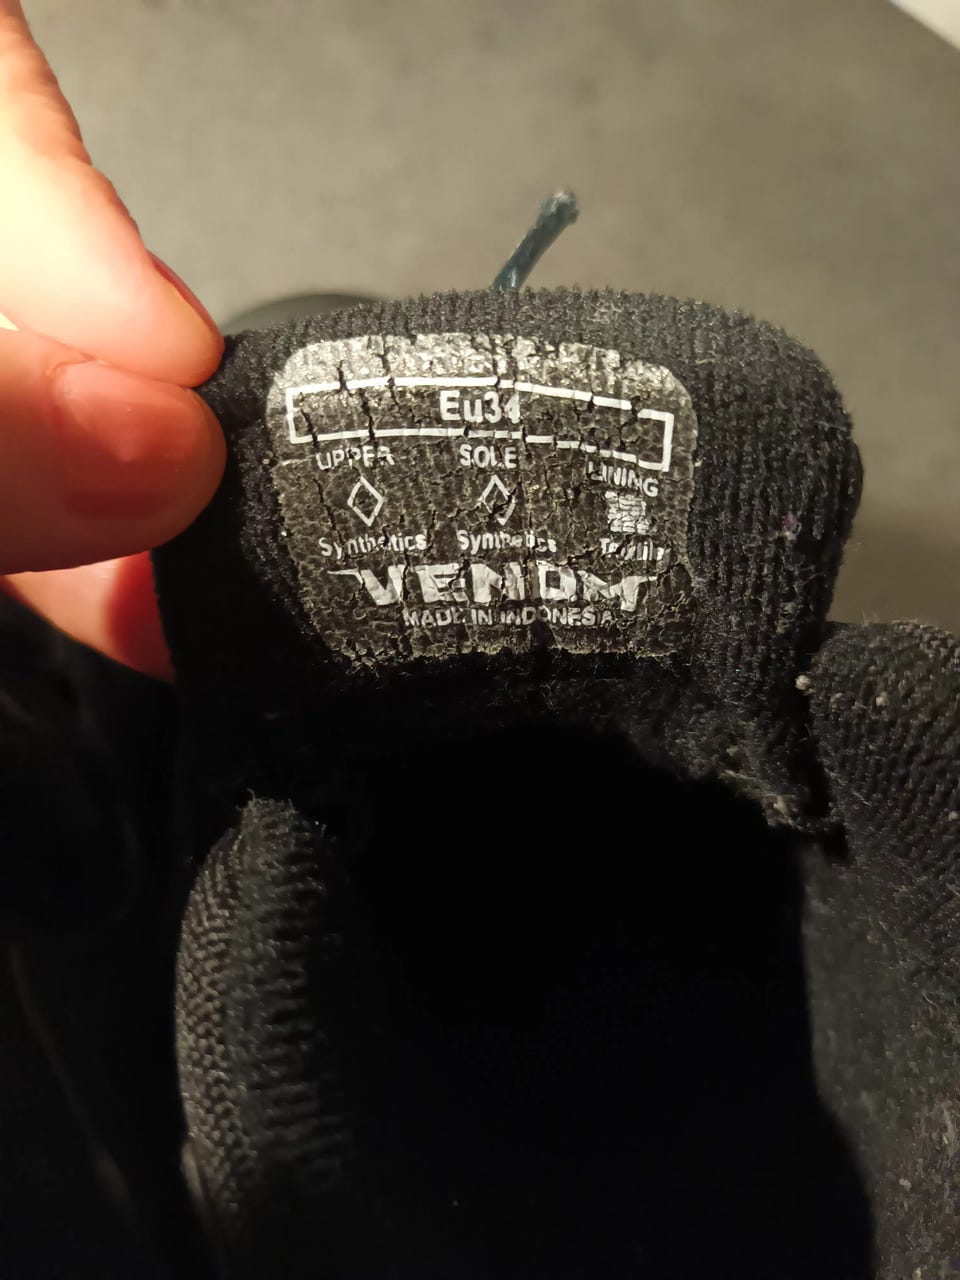 Eu34
UPPER SOLE LINING
Synthetics Synthetics Textile
VENOM
MADE IN INDONESIA